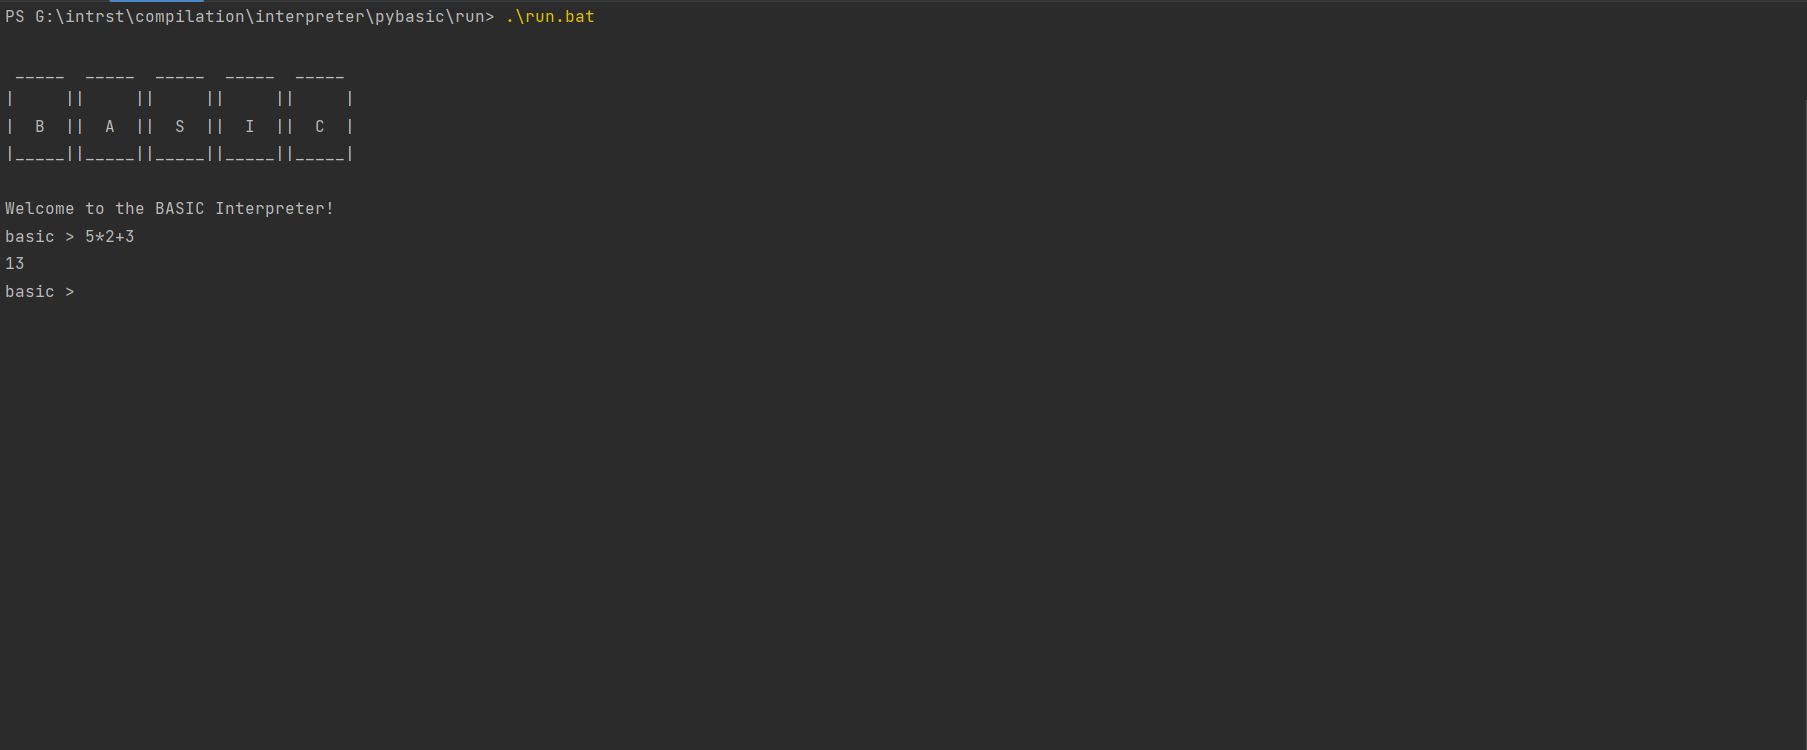 PS G:\intrst\compilation\interpreter\pybasic\run> .\run.bat
 _____  _____  _____  _____  _____
|     ||     ||     ||     ||     |
|  B  ||  A  ||  S  ||  I  ||  C  |
|_____||_____||_____||_____||_____|
Welcome to the BASIC Interpreter!
basic > 5*2+3
13
basic >